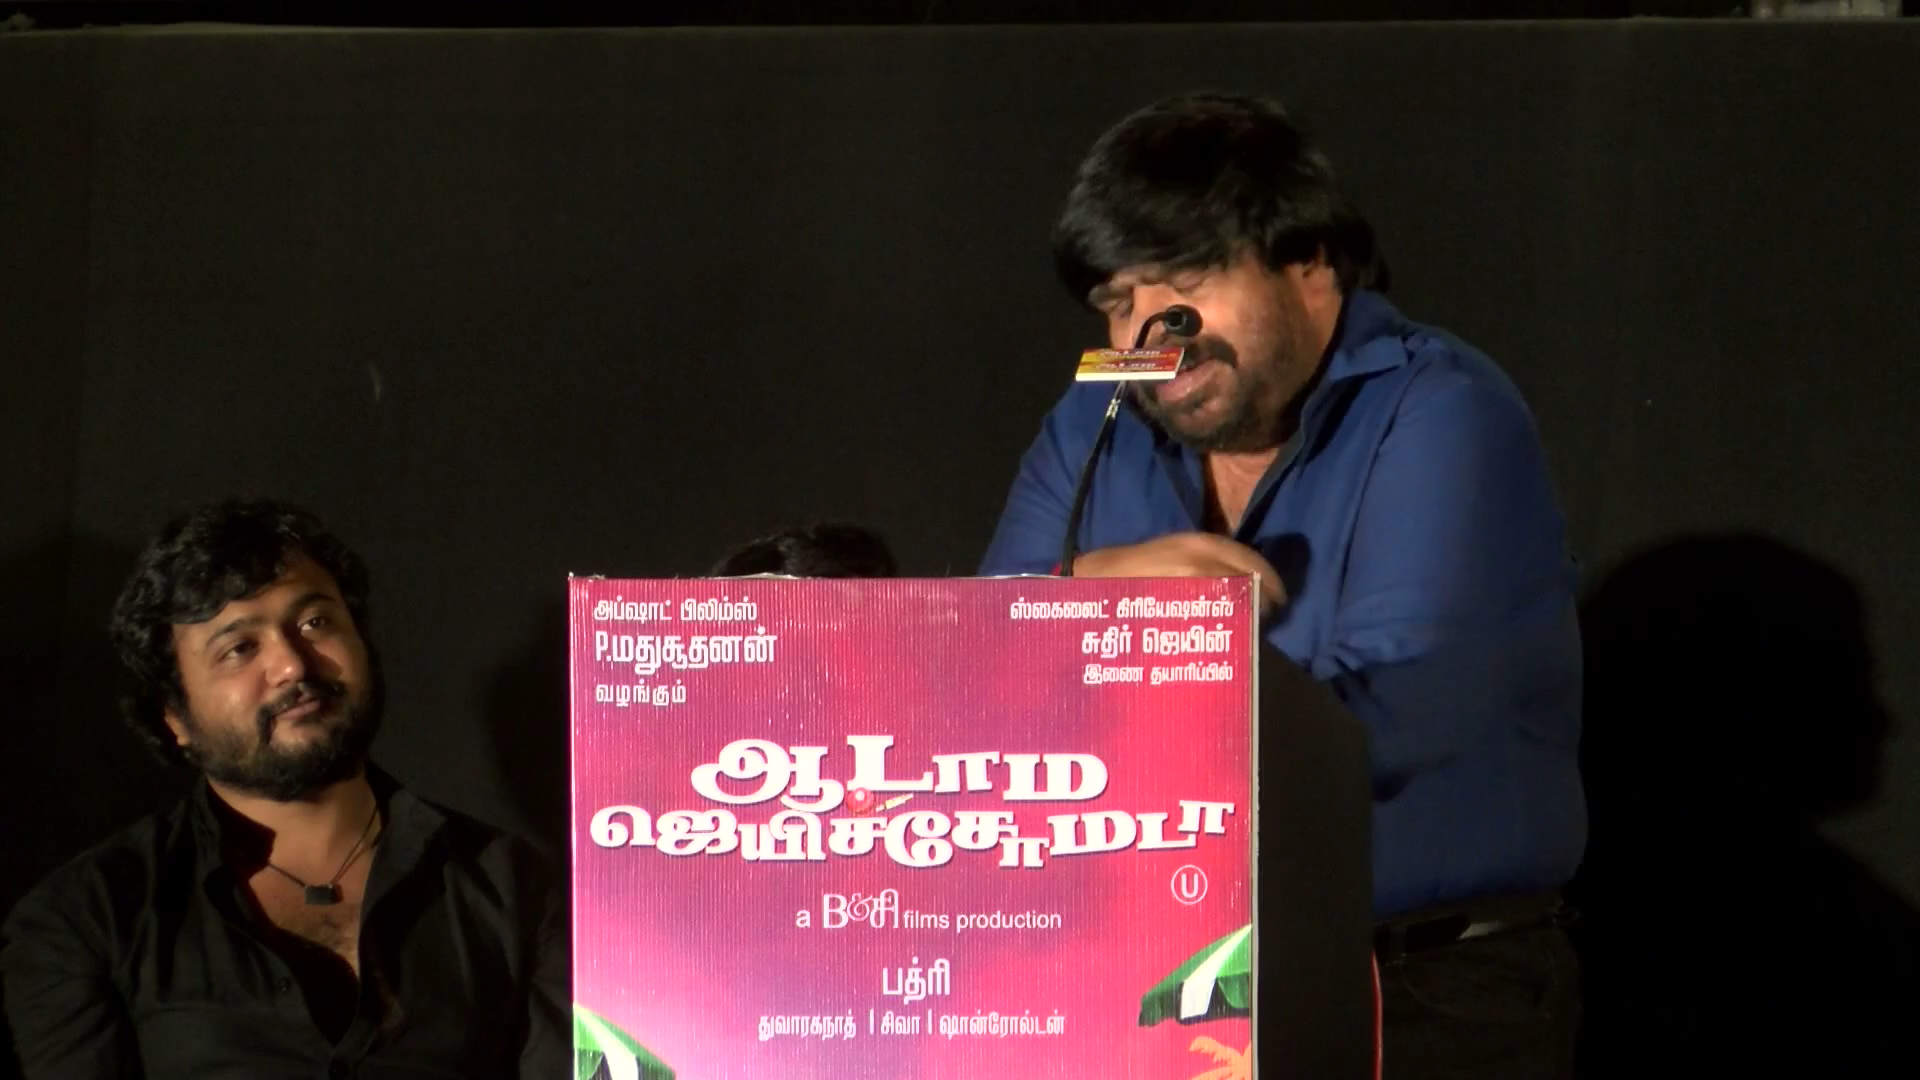 அப்ஷாட் பிலிம்ஸ்
P.மதுசூதனன்
வழங்கும்
ஸ்கைலைட் கிரியேஷன்ஸ்
சுதிர் ஜெயின்
இணை தயாரிப்பில்
ஆடாம
ஜெயிச்சோமடா
U
a B&C films production
பத்ரி
துவாரகநாத் | சிவா | ஷான்ரோல்டன்